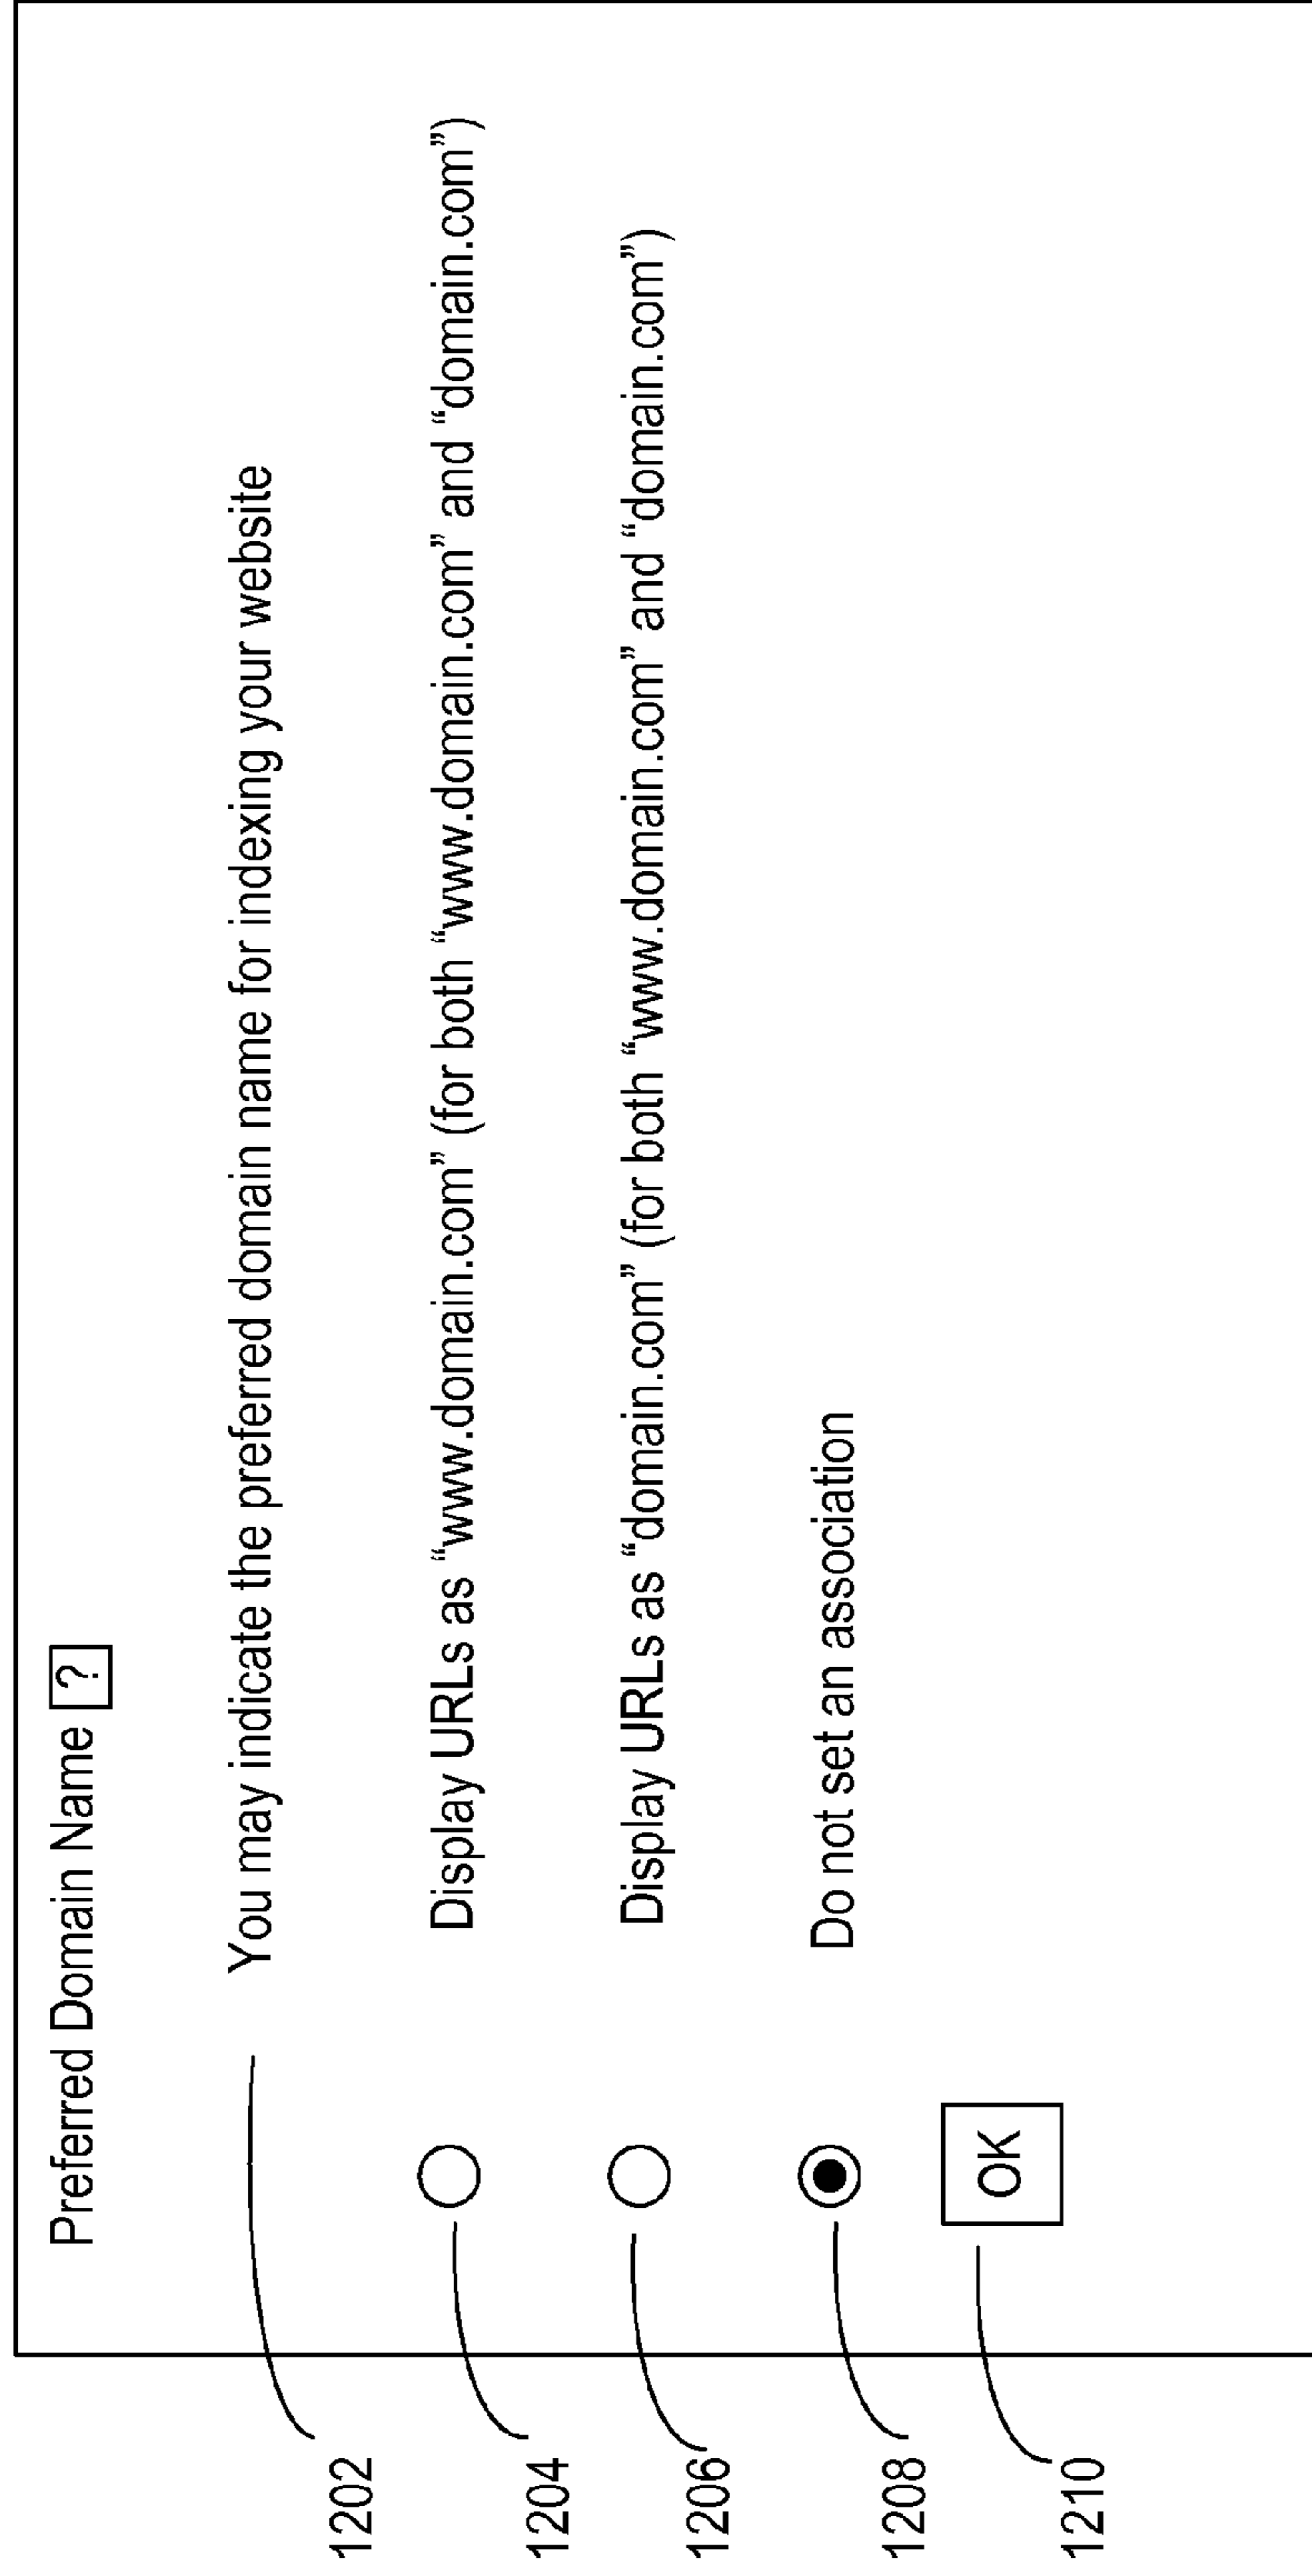 Preferred Domain Name ?
1202 You may indicate the preferred domain name for indexing your website
1204 Display URLs as “www.domain.com” (for both “www.domain.com” and “domain.com”)
1206 Display URLs as “domain.com” (for both “www.domain.com” and “domain.com”)
1208 Do not set an association
1210 OK